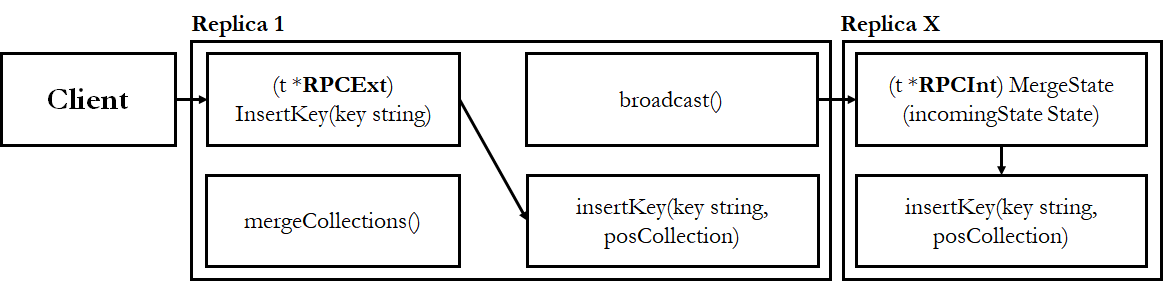 Replica 1
Replica X
Client
(t *RPCExt)
InsertKey(key string)
broadcast()
(t *RPCInt) MergeState
(incomingState State)
mergeCollections()
insertKey(key string,
posCollection)
insertKey(key string,
posCollection)